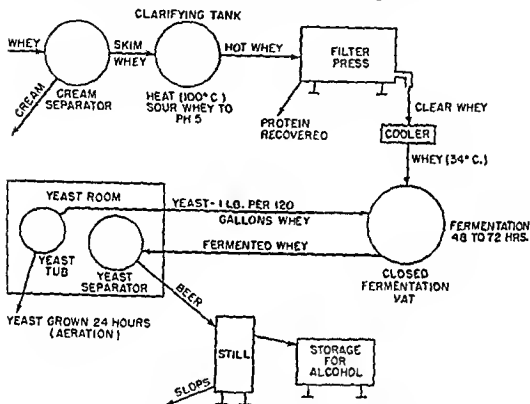 CLARIFYING TANK
WHEY
SKIM
WHEY
HOT WHEY
FILTER
PRESS
CREAM
CREAM
SEPARATOR
HEAT (100°C.)
SOUR WHEY TO
PH 5
PROTEIN
RECOVERED
CLEAR WHEY
COOLER
WHEY (34°C.)
YEAST ROOM
YEAST-1 LB. PER 120
GALLONS WHEY
FERMENTED WHEY
FERMENTATION
48 TO 72 HRS.
YEAST
TUB
YEAST
SEPARATOR
CLOSED
FERMENTATION
VAT
YEAST GROWN 24 HOURS
(AERATION)
BEER
STILL
STORAGE
FOR
ALCOHOL
SLOPS